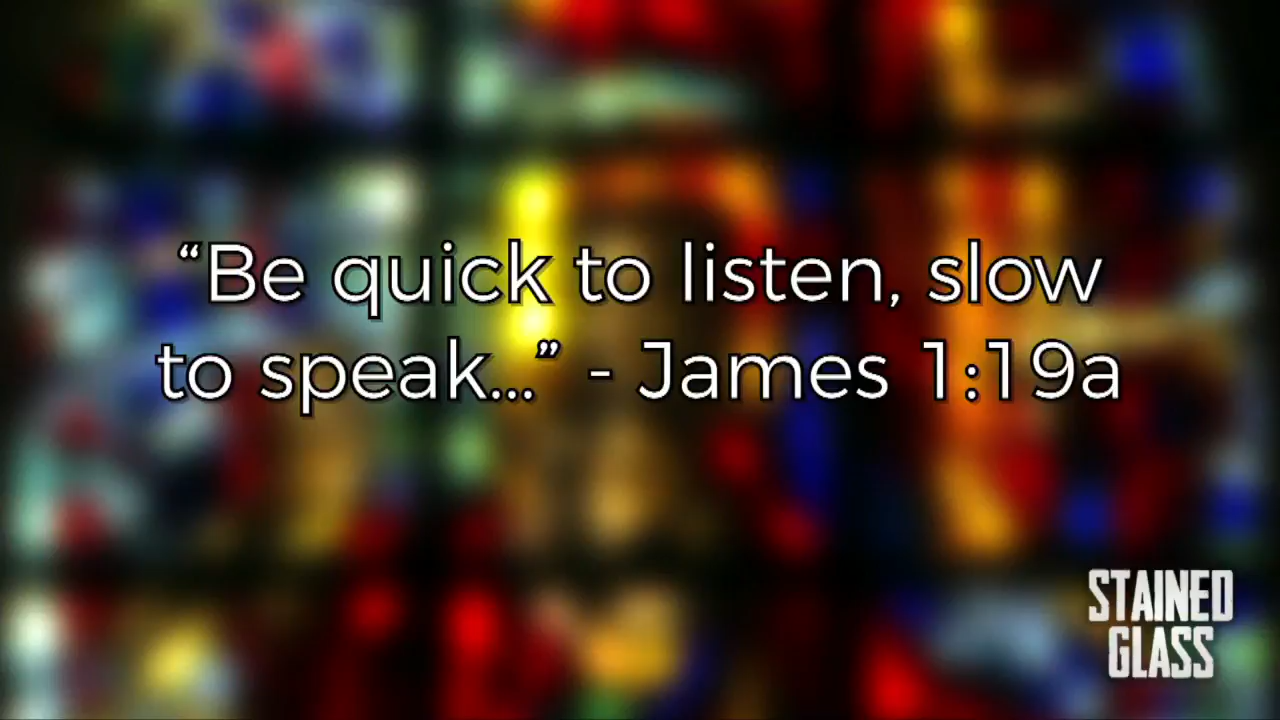 “Be quick to listen, slow
to speak...” - James 1:19a
STAINED
GLASS